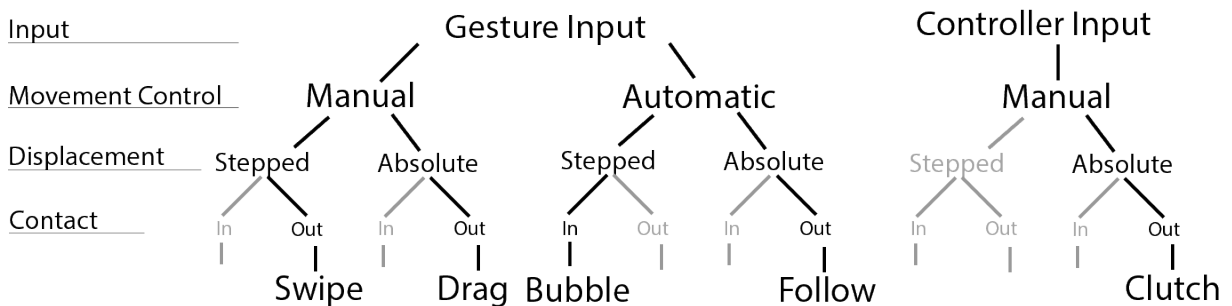 Input
Gesture Input
Controller Input
Movement Control
Manual
Automatic
Manual
Displacement
Stepped
Absolute
Stepped
Absolute
Stepped
Absolute
Contact
In
Out
In
Out
In
Out
In
Out
In
Out
In
Out
Swipe
Drag
Bubble
Follow
Clutch